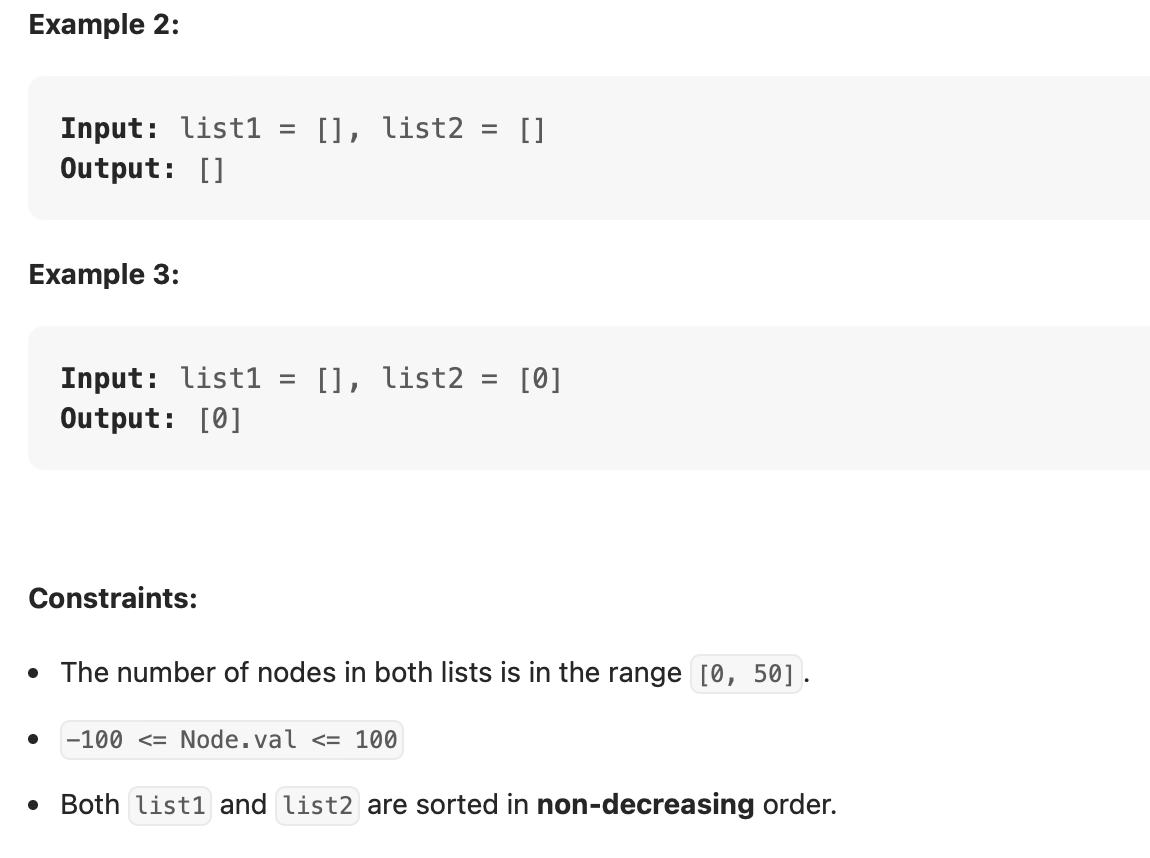 Example 2:
Input: list1 = [], list2 = []
Output: []
Example 3:
Input: list1 = [], list2 = [0]
Output: [0]
Constraints:
• The number of nodes in both lists is in the range [0, 50].
• -100 <= Node.val <= 100
• Both list1 and list2 are sorted in non-decreasing order.